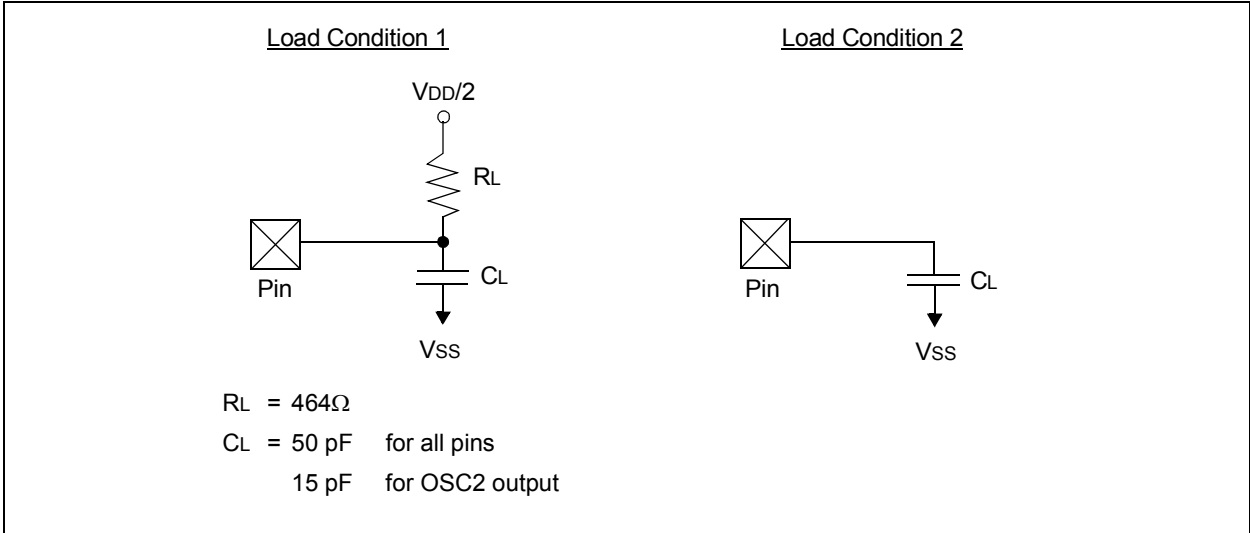 Load Condition 1
VDD/2
RL
Pin
CL
VSS
Load Condition 2
Pin
CL
VSS
RL = 464Ω
CL = 50 pF for all pins
15 pF for OSC2 output